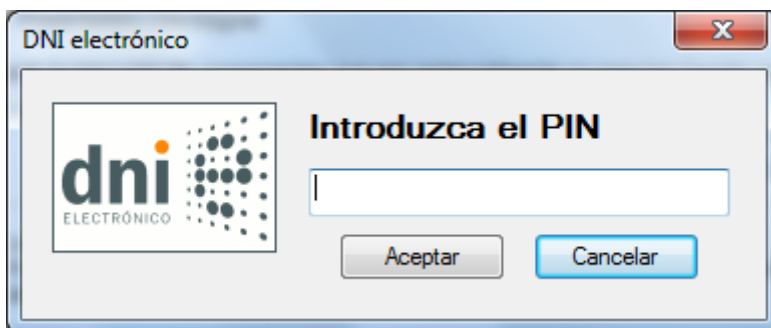 DNI electrónico
dni
ELECTRÓNICO
Introduzca el PIN
Aceptar
Cancelar